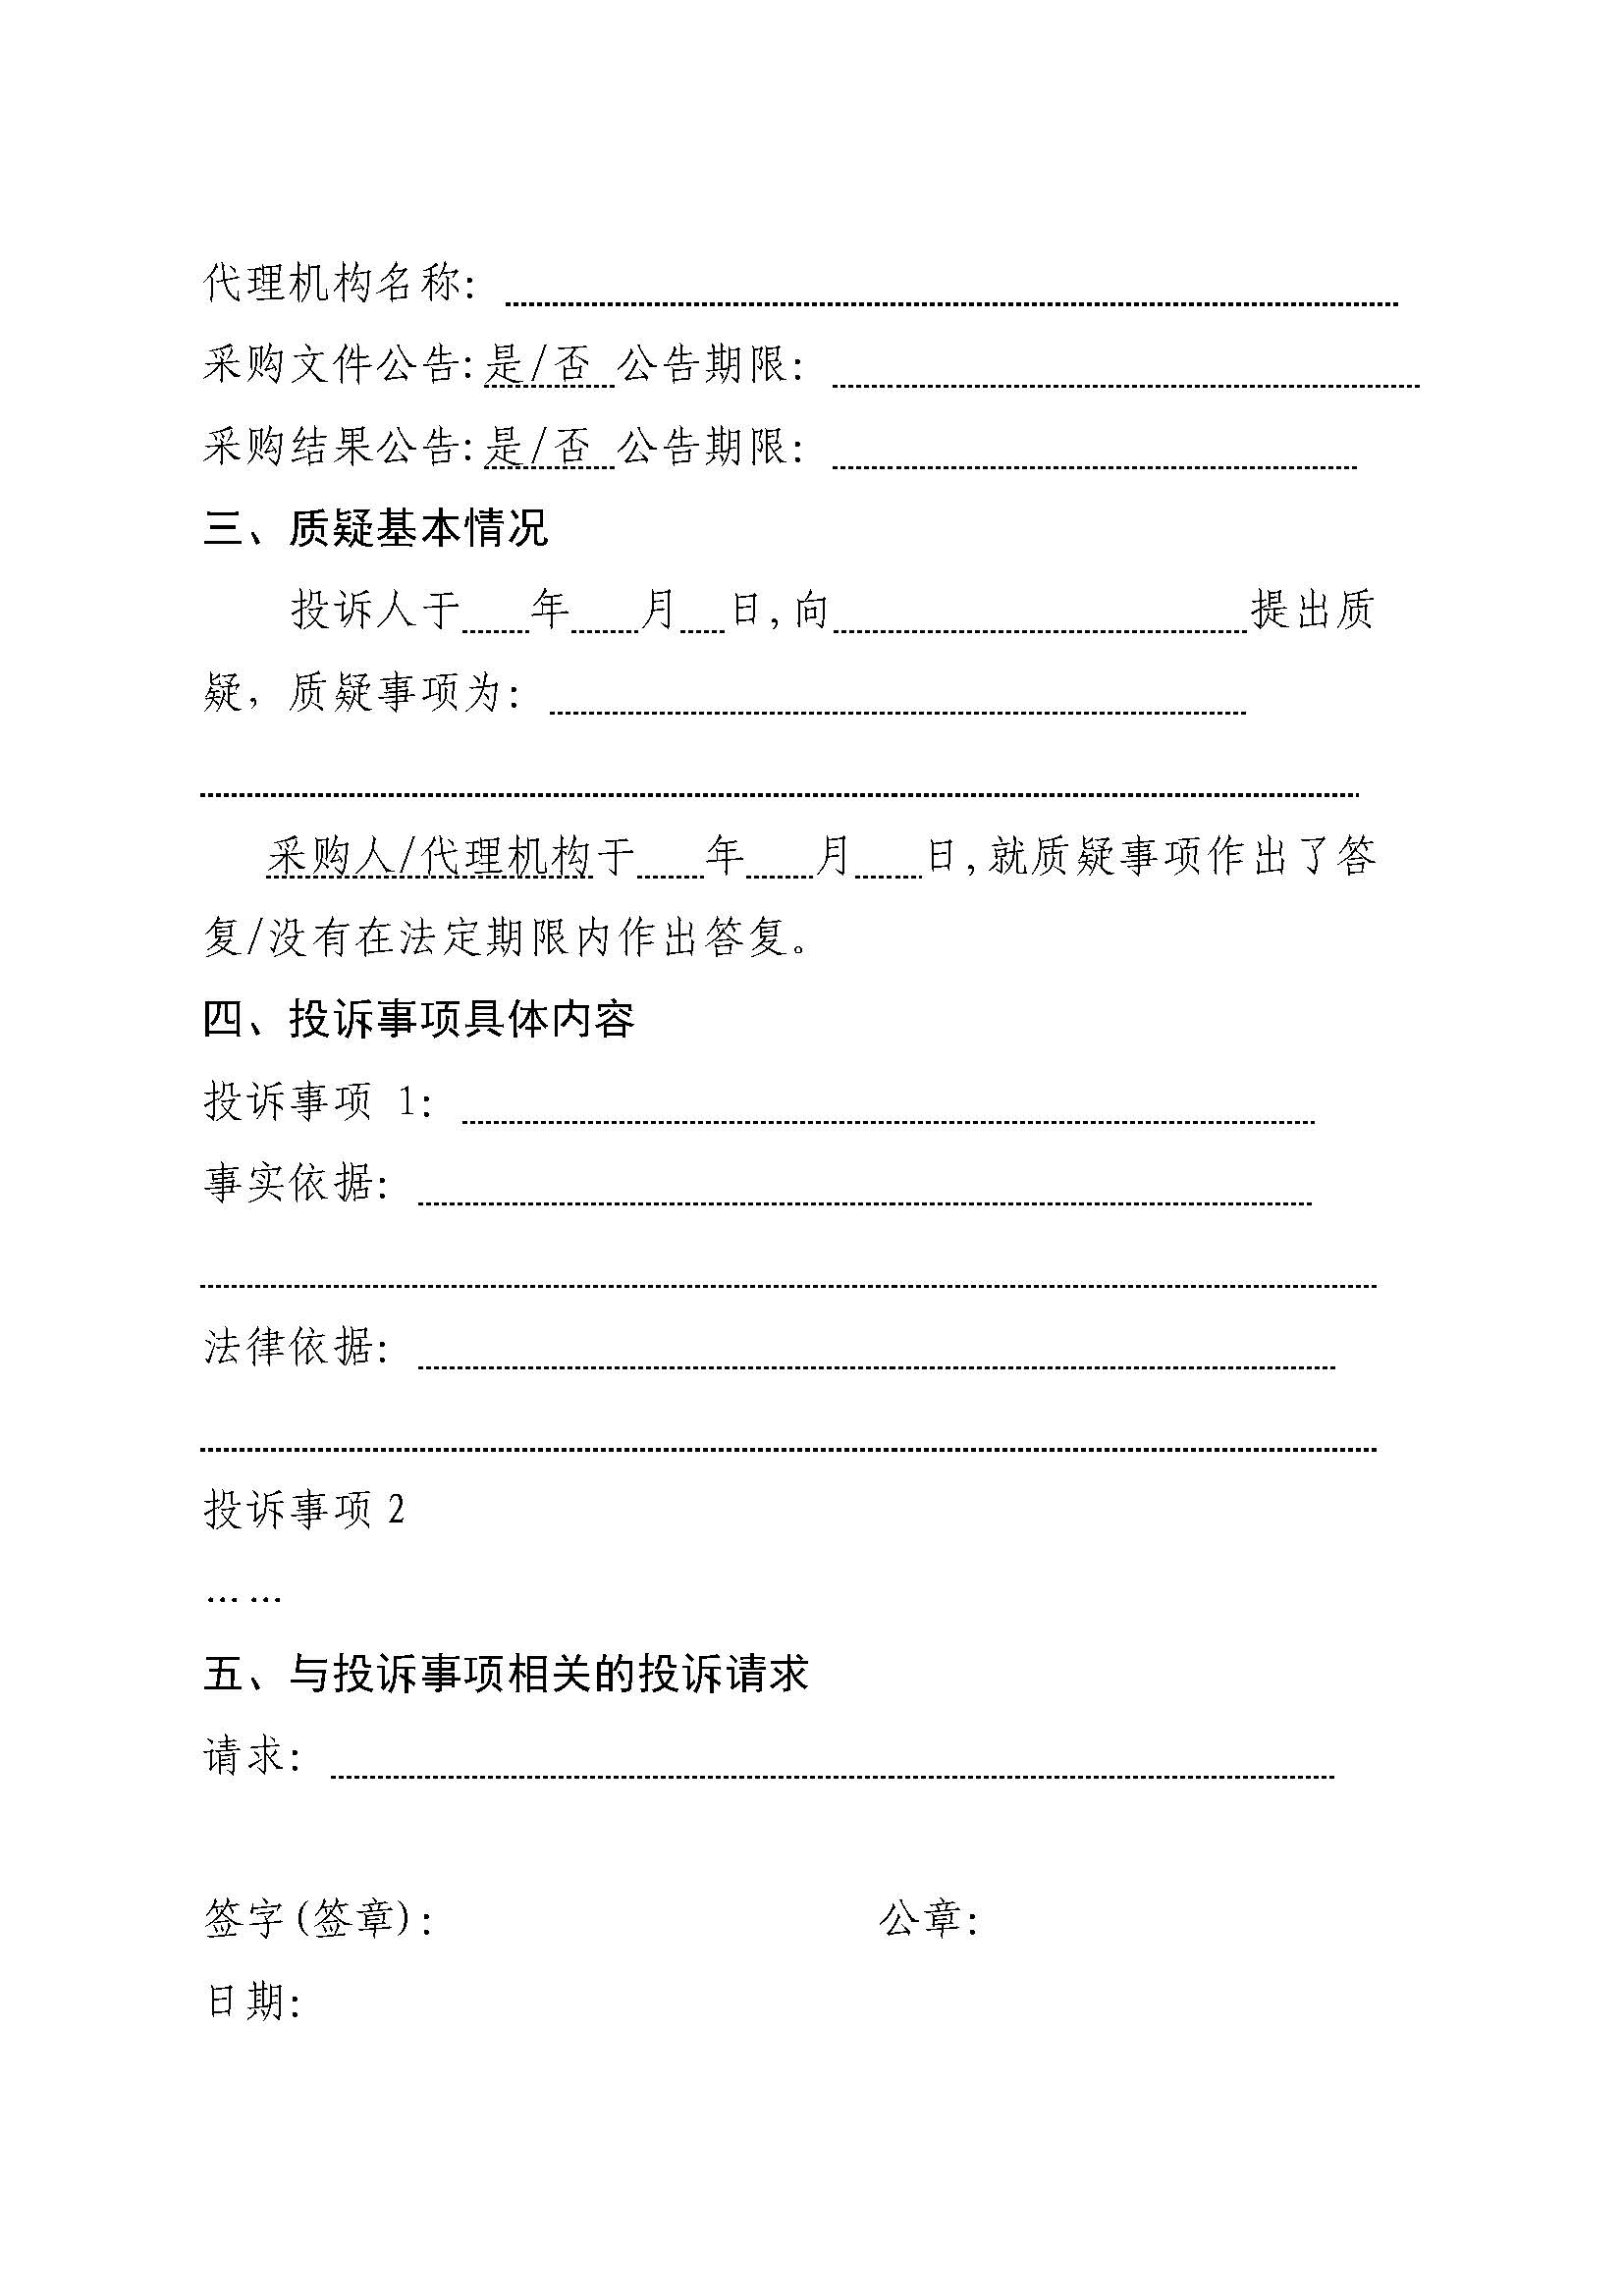 代理机构名称：
采购文件公告:是/否 公告期限：
采购结果公告:是/否 公告期限：
三、质疑基本情况
投诉人于 年 月 日,向 提出质
疑，质疑事项为：
采购人/代理机构于 年 月 日,就质疑事项作出了答
复/没有在法定期限内作出答复。
四、投诉事项具体内容
投诉事项 1：
事实依据：
法律依据：
投诉事项2
……
五、与投诉事项相关的投诉请求
请求：
签字(签章)： 公章：
日期：